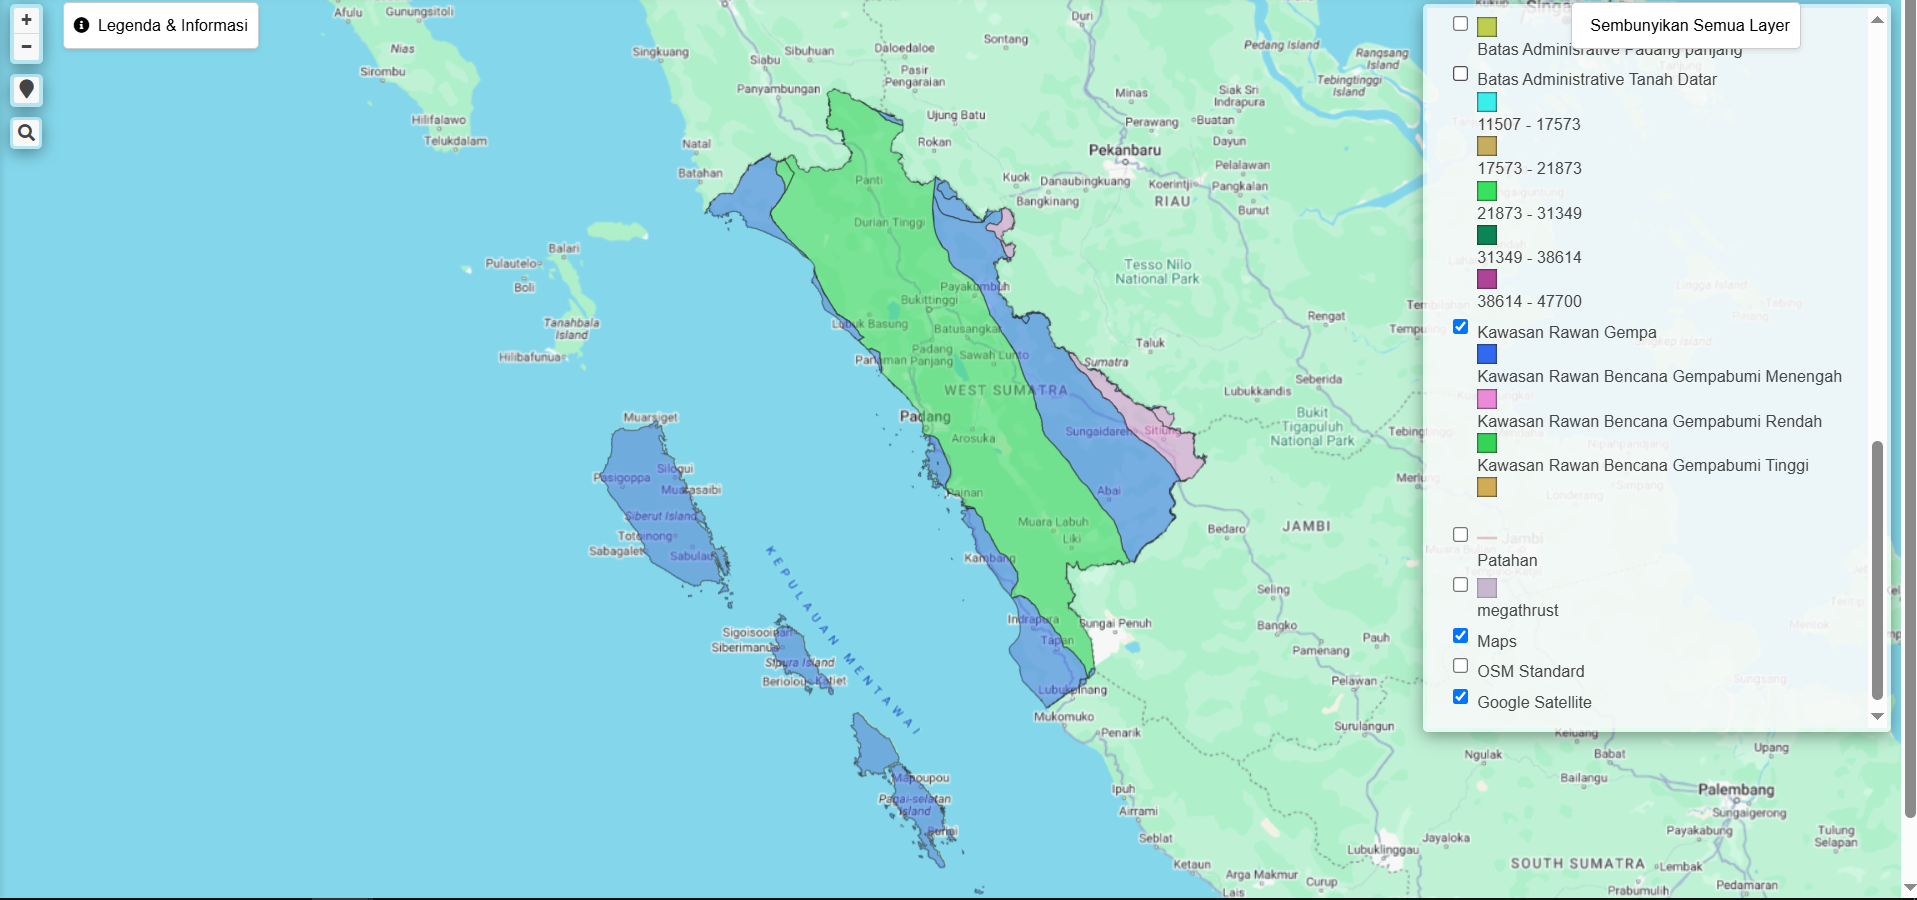 +
−
Legenda & Informasi
Sembunyikan Semua Layer
Batas Adminisrative Padang panjang
Batas Administrative Tanah Datar
11507 - 17573
17573 - 21873
21873 - 31349
31349 - 38614
38614 - 47700
Kawasan Rawan Gempa
Kawasan Rawan Bencana Gempabumi Menengah
Kawasan Rawan Bencana Gempabumi Rendah
Kawasan Rawan Bencana Gempabumi Tinggi
Patahan
megathrust
Maps
OSM Standard
Google Satellite
Afulu
Gunungsitoli
Nias
Sirombu
Hilifalawo
Telukdalam
Singkuang
Sibuhuan
Siabu
Panyambungan
Daloedaloe
Pasir
Pengaraian
Duri
Sontang
Pedang Island
Rangsang
Island
Tebingtinggi
Island
Minas
Siak Sri
Indrapura
Ujung Batu
Perawang
Buatan
Rokan
Dayun
Natal
Batahan
Pekanbaru
Pelalawan
Panti
Kuok
Danaubingkuang
Koerintji
Pangkalan
Bangkinang
RIAU
Bunut
Durian Tinggi
Balari
Pulautelo
Boli
Tesso Nilo
National Park
Payakumbuh
Bukittinggi
Tanahbala
Island
Lubuk Basung
Batusangkar
Rengat
Hilibafunua
Padang
Panjang
Pariaman
Sawah Lunto
Taluk
Sumatra
WEST SUMATRA
Lubukkandis
Seberida
Muarsiget
Padang
Bukit
Tigapuluh
National Park
Arosuka
Sungaidareh
Sitiung
Silogui
Pasigoppa
Muarasaibi
Painan
Abai
Siberut Island
Muara Labuh
Bedaro
JAMBI
Totoinong
Liki
Sabagalet
Sabulau
Kambang
KEPULAUAN MENTAWAI
Seling
Indrapura
Sungai Penuh
Sigoisooinan
Tapan
Bangko
Pauh
Siberimanua
Sipura Island
Pamenang
Beriolou
Katiet
Lubukpinang
Pelawan
Mukomuko
Penarik
Surulangun
Keluang
Babat
Upang
Ngulak
Bailangu
Mapoupou
Pagai-selatan
Island
Ipuh
Airrami
Palembang
Sungaigerong
Seblat
Jayaloka
Payakabung
Tulung
Selapan
Lubuklinggau
Ketaun
SOUTH SUMATRA
Lembak
Arga Makmur
Curup
Lais
Prabumulih
Pedamaran